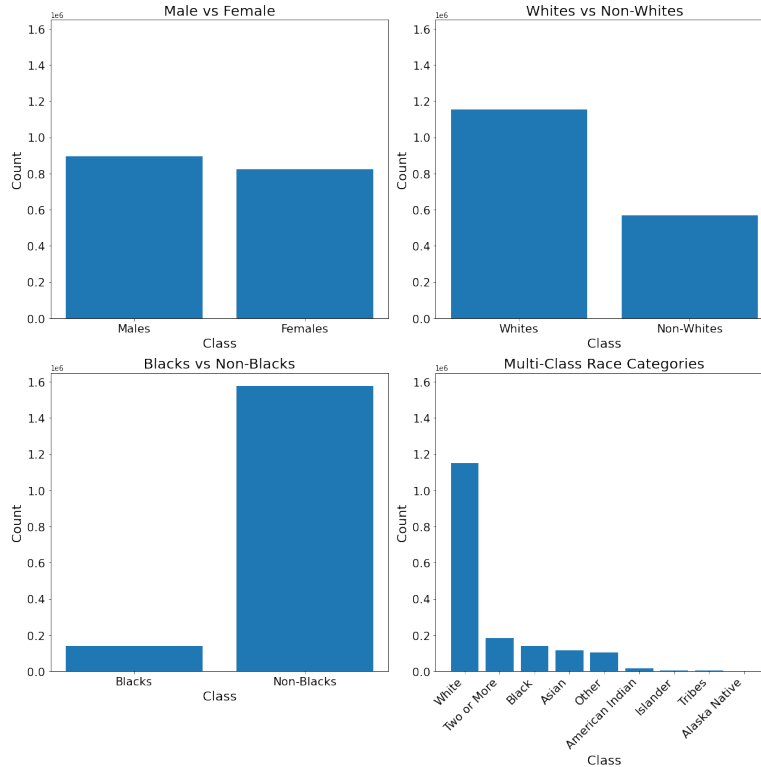 Male vs Female
1e6
1.6
1.4
1.2
1.0
0.8
0.6
0.4
0.2
0.0
Count
Males
Females
Class
Whites vs Non-Whites
1e6
1.6
1.4
1.2
1.0
0.8
0.6
0.4
0.2
0.0
Count
Whites
Non-Whites
Class
Blacks vs Non-Blacks
1e6
1.6
1.4
1.2
1.0
0.8
0.6
0.4
0.2
0.0
Count
Blacks
Non-Blacks
Class
Multi-Class Race Categories
1e6
1.6
1.4
1.2
1.0
0.8
0.6
0.4
0.2
0.0
Count
White
Two or More
Black
Asian
Other
American Indian
Islander
Tribes
Alaska Native
Class